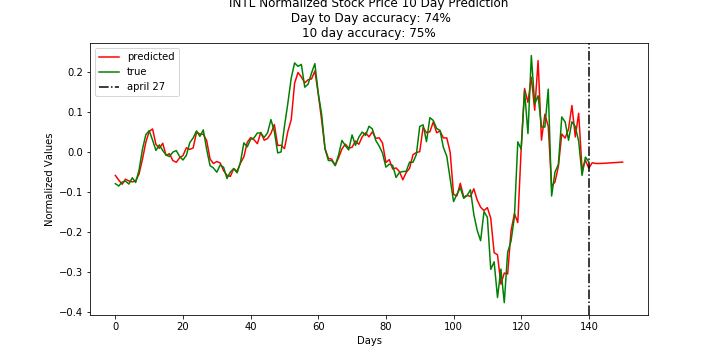 INTL Normalized Stock Price 10 Day Prediction
Day to Day accuracy: 74%
10 day accuracy: 75%
predicted
true
april 27
Normalized Values
0.2
0.1
0.0
−0.1
−0.2
−0.3
−0.4
0 20 40 60 80 100 120 140
Days